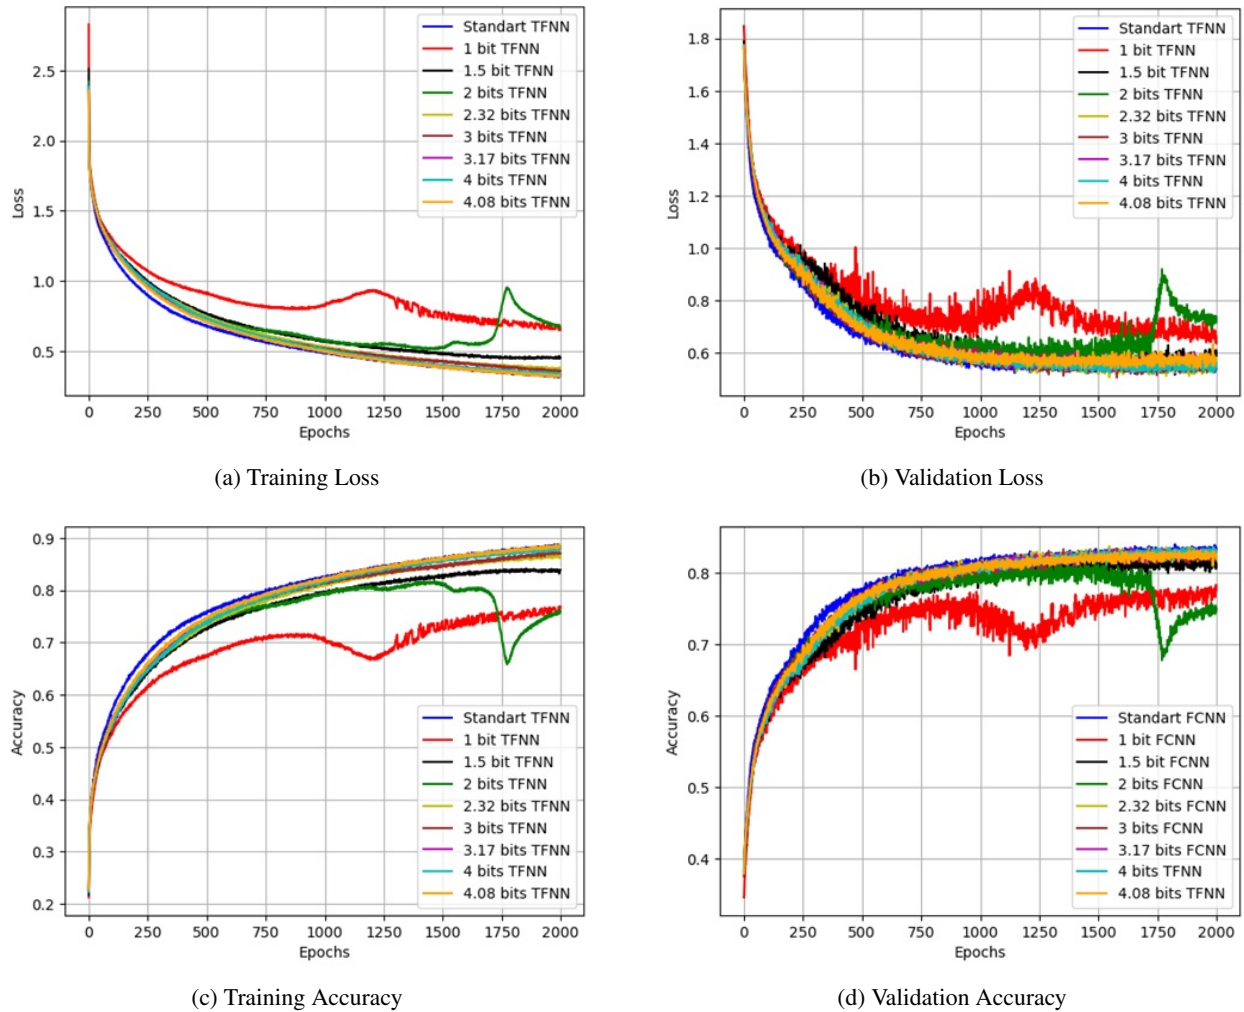 2.5
2.0
1.5
1.0
0.5
Loss
0 250 500 750 1000 1250 1500 1750 2000
Epochs
Standart TFNN
1 bit TFNN
1.5 bit TFNN
2 bits TFNN
2.32 bits TFNN
3 bits TFNN
3.17 bits TFNN
4 bits TFNN
4.08 bits TFNN
(a) Training Loss
1.8
1.6
1.4
1.2
1.0
0.8
0.6
Loss
0 250 500 750 1000 1250 1500 1750 2000
Epochs
Standart TFNN
1 bit TFNN
1.5 bit TFNN
2 bits TFNN
2.32 bits TFNN
3 bits TFNN
3.17 bits TFNN
4 bits TFNN
4.08 bits TFNN
(b) Validation Loss
0.9
0.8
0.7
0.6
0.5
0.4
0.3
0.2
Accuracy
0 250 500 750 1000 1250 1500 1750 2000
Epochs
Standart TFNN
1 bit TFNN
1.5 bit TFNN
2 bits TFNN
2.32 bits TFNN
3 bits TFNN
3.17 bits TFNN
4 bits TFNN
4.08 bits TFNN
(c) Training Accuracy
0.8
0.7
0.6
0.5
0.4
Accuracy
0 250 500 750 1000 1250 1500 1750 2000
Epochs
Standart FCNN
1 bit FCNN
1.5 bit FCNN
2 bits FCNN
2.32 bits FCNN
3 bits FCNN
3.17 bits FCNN
4 bits TFNN
4.08 bits TFNN
(d) Validation Accuracy